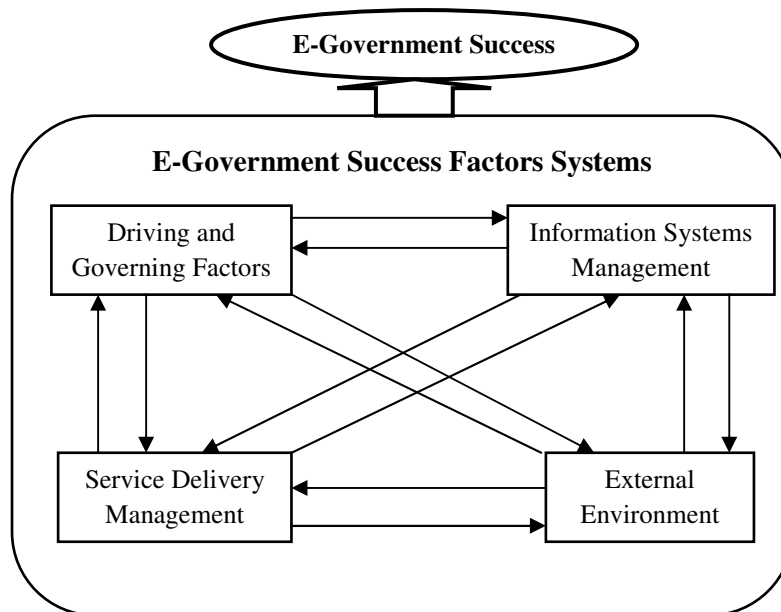 E-Government Success
E-Government Success Factors Systems
Driving and
Governing Factors
Information Systems
Management
Service Delivery
Management
External
Environment